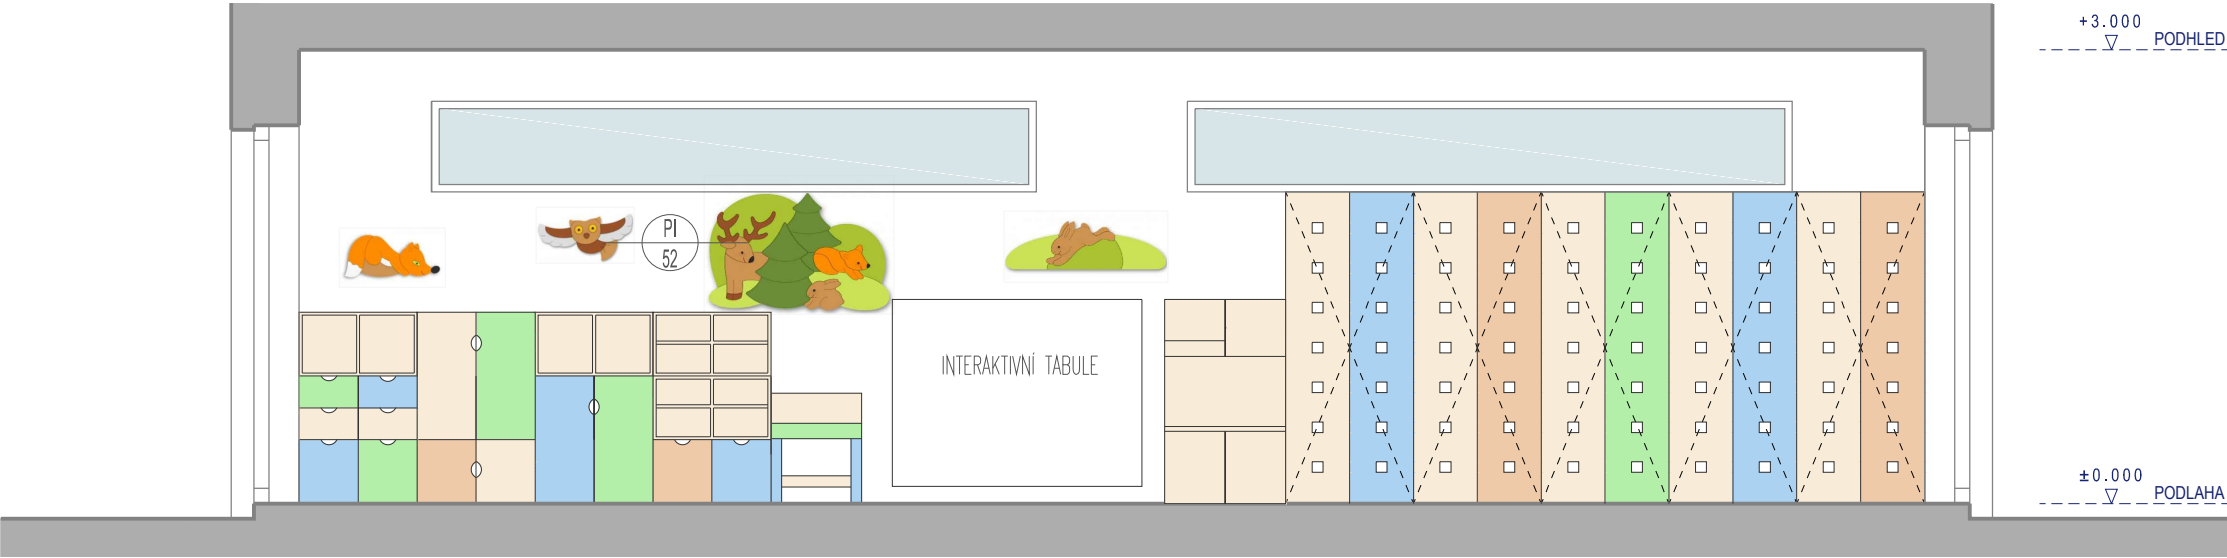 +3.000
PODHLED
PI
52
INTERAKTIVNÍ TABULE
±0.000
PODLAHA